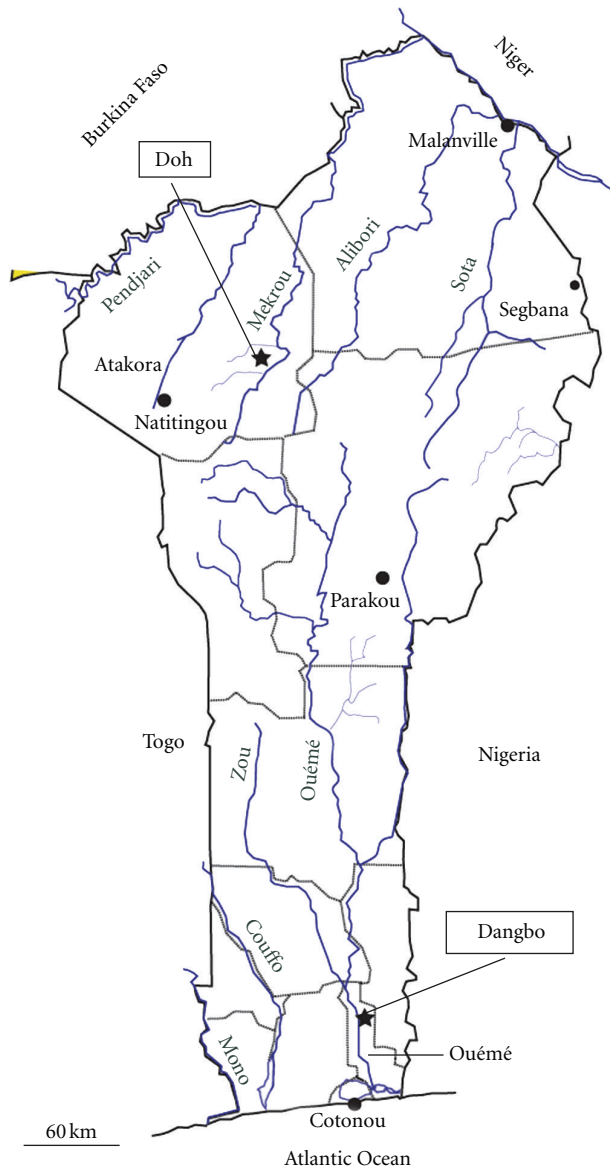 Niger
Burkina Faso
Malanville
Doh
Alibori
Pendjari
Mekrou
Sota
Segbana
Atakora
Natitingou
Parakou
Togo
Zou
Ouémé
Nigeria
Couffo
Dangbo
Mono
Ouémé
Cotonou
60 km
Atlantic Ocean